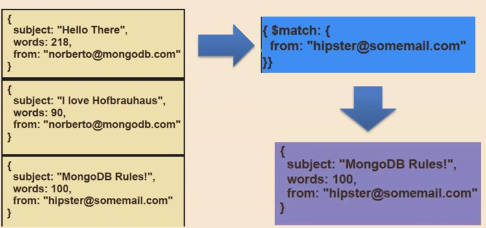 {
subject: "Hello There",
words: 218,
from: "norberto@mongodb.com"
}
{
subject: "I love Hofbrauhaus",
words: 90,
from: "norberto@mongodb.com"
}
{
subject: "MongoDB Rules!",
words: 100,
from: "hipster@somemail.com"
}
{ $match: {
from: "hipster@somemail.com"
}}
{
subject: "MongoDB Rules!",
words: 100,
from: "hipster@somemail.com"
}